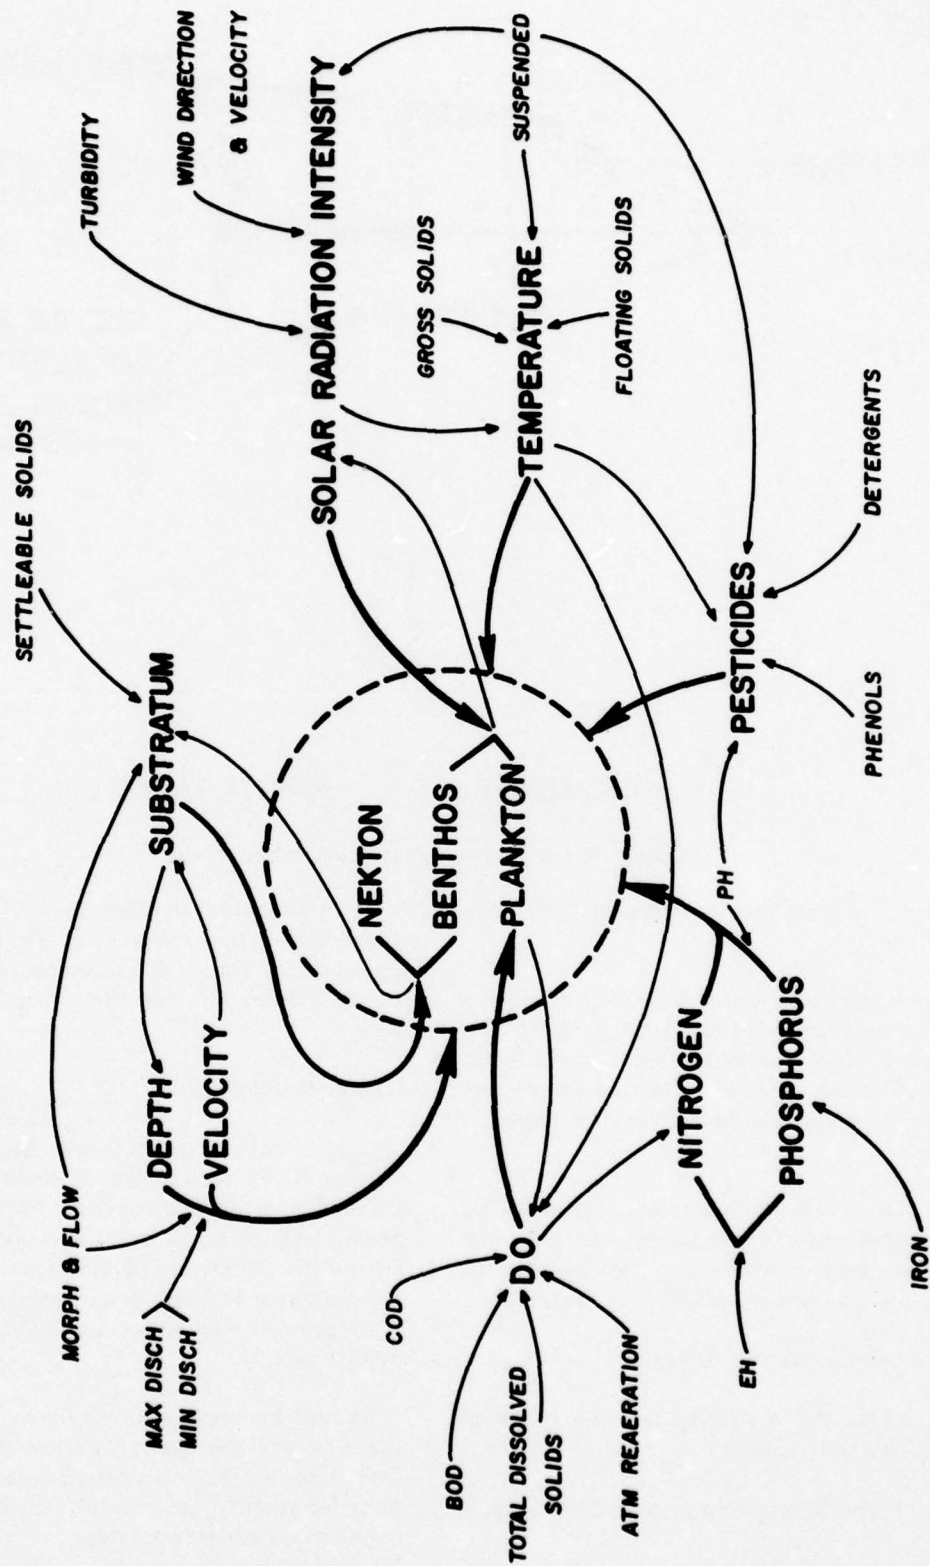 SETTLEABLE SOLIDS
TURBIDITY
WIND DIRECTION
& VELOCITY
MORPH & FLOW
SUBSTRATUM
MAX DISCH
MIN DISCH
DEPTH
VELOCITY
SOLAR RADIATION INTENSITY
NEKTON
BENTHOS
PLANKTON
GROSS SOLIDS
TEMPERATURE
SUSPENDED
FLOATING SOLIDS
COD
BOD
DO
TOTAL DISSOLVED
SOLIDS
ATM REAERATION
NITROGEN
PHOSPHORUS
PH
PESTICIDES
EH
IRON
PHENOLS
DETERGENTS